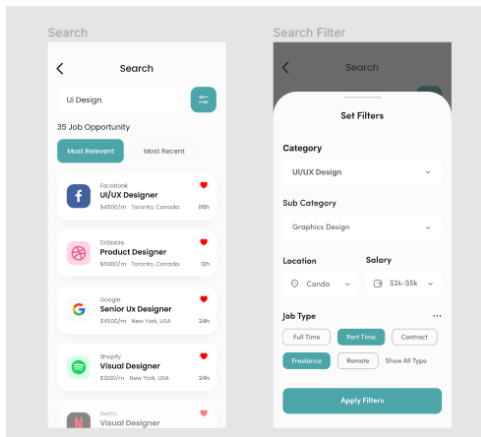 Search
Search
Ui Design
35 Job Opportunity
Most Relevent
Most Recent
Facebook
UI/UX Designer
$4500/m Toronto, Canada 06h
Dribbble
Product Designer
$5000/m Toronto, Canada 12h
Google
Senior Ux Designer
$4500/m New York, USA 24h
Shopify
Visual Designer
$1200/m New York, USA 24h
Netflix
Visual Designer
Search Filter
Search
Set Filters
Category
UI/UX Design
Sub Category
Graphics Design
Location Salary
Canda $2k-$5k
Job Type ...
Full Time Part Time Contract
Freelance Remote Show All Type
Apply Filters